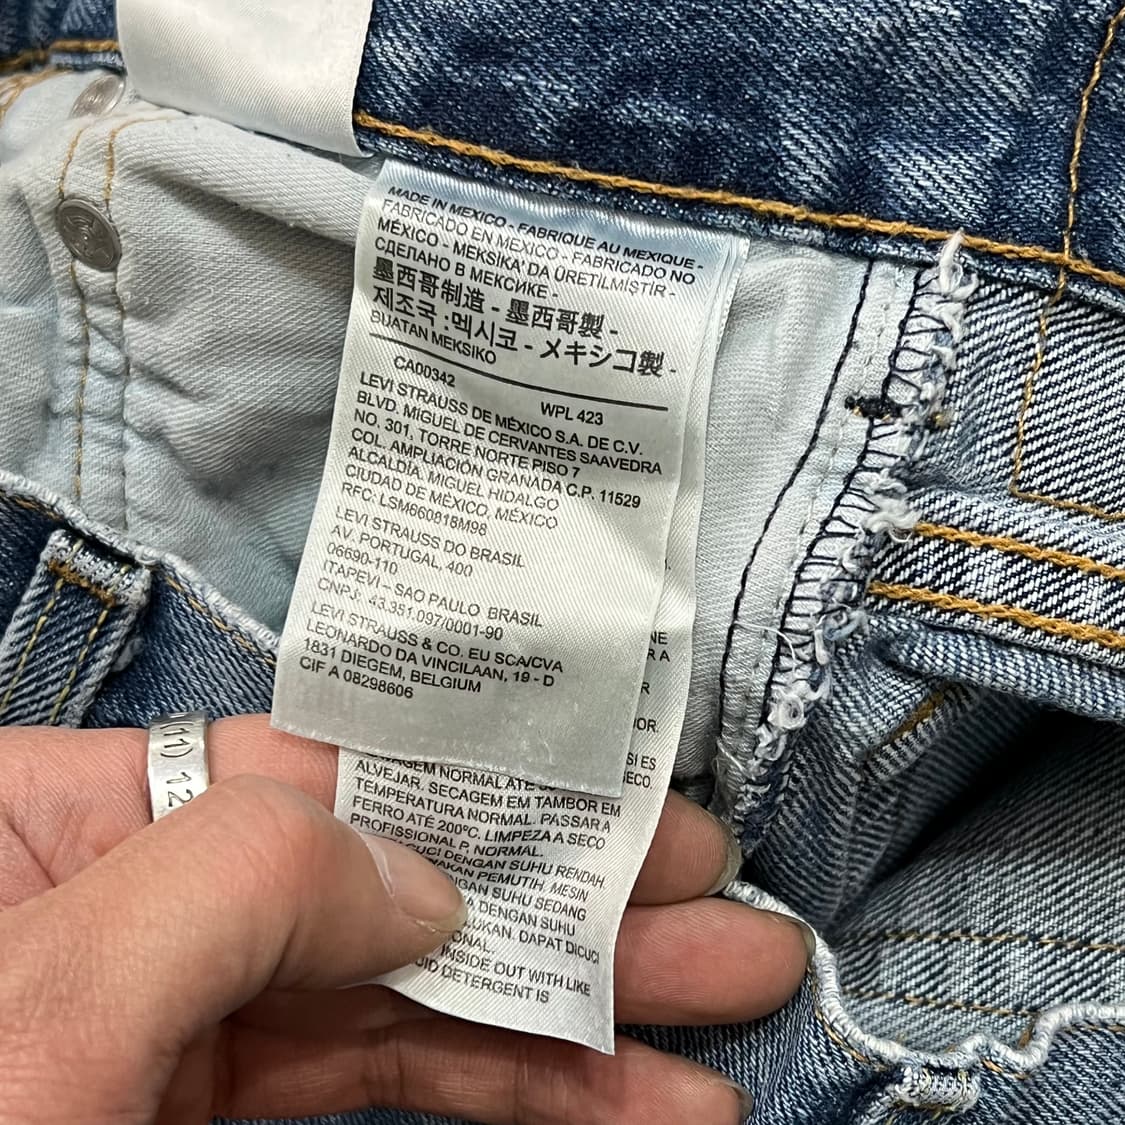 MADE IN MEXICO - FABRIQUE AU MEXIQUE -
FABRICADO EN MÉXICO - FABRICADO NO
MÉXICO - MEKSİKA' DA ÜRETİLMİŞTİR -
СДЕЛАНО В МЕКСИКЕ -
墨西哥制造 - 墨西哥製 -
제조국 :멕시코 - メキシコ製 -
BUATAN MEKSIKO
CA00342
WPL 423
LEVI STRAUSS DE MÉXICO S.A. DE C.V.
BLVD. MIGUEL DE CERVANTES SAAVEDRA
NO. 301, TORRE NORTE PISO 7
COL. AMPLIACIÓN GRANADA C.P. 11529
ALCALDÍA, MIGUEL HIDALGO
CIUDAD DE MÉXICO, MÉXICO
RFC: LSM660818M98
LEVI STRAUSS DO BRASIL
AV. PORTUGAL, 400
06690-110
ITAPEVI – SAO PAULO BRASIL
CNPJ: 43.351.097/0001-90
LEVI STRAUSS & CO. EU SCA/CVA
LEONARDO DA VINCILAAN, 19 - D
1831 DIEGEM, BELGIUM
CIF A 08298606
NORMAL ATÉ
ALVEJAR. SECAGEM EM TAMBOR EM
TEMPERATURA NORMAL. PASSAR A
FERRO ATÉ 200°C. LIMPEZA A SECO
PROFISSIONAL P, NORMAL.
DENGAN SUHU RENDAH.
PEMUTIH. MESIN
SUHU SEDANG
DENGAN SUHU
DAPAT DICUCI
INSIDE OUT WITH LIKE
DETERGENT IS
(11) 12